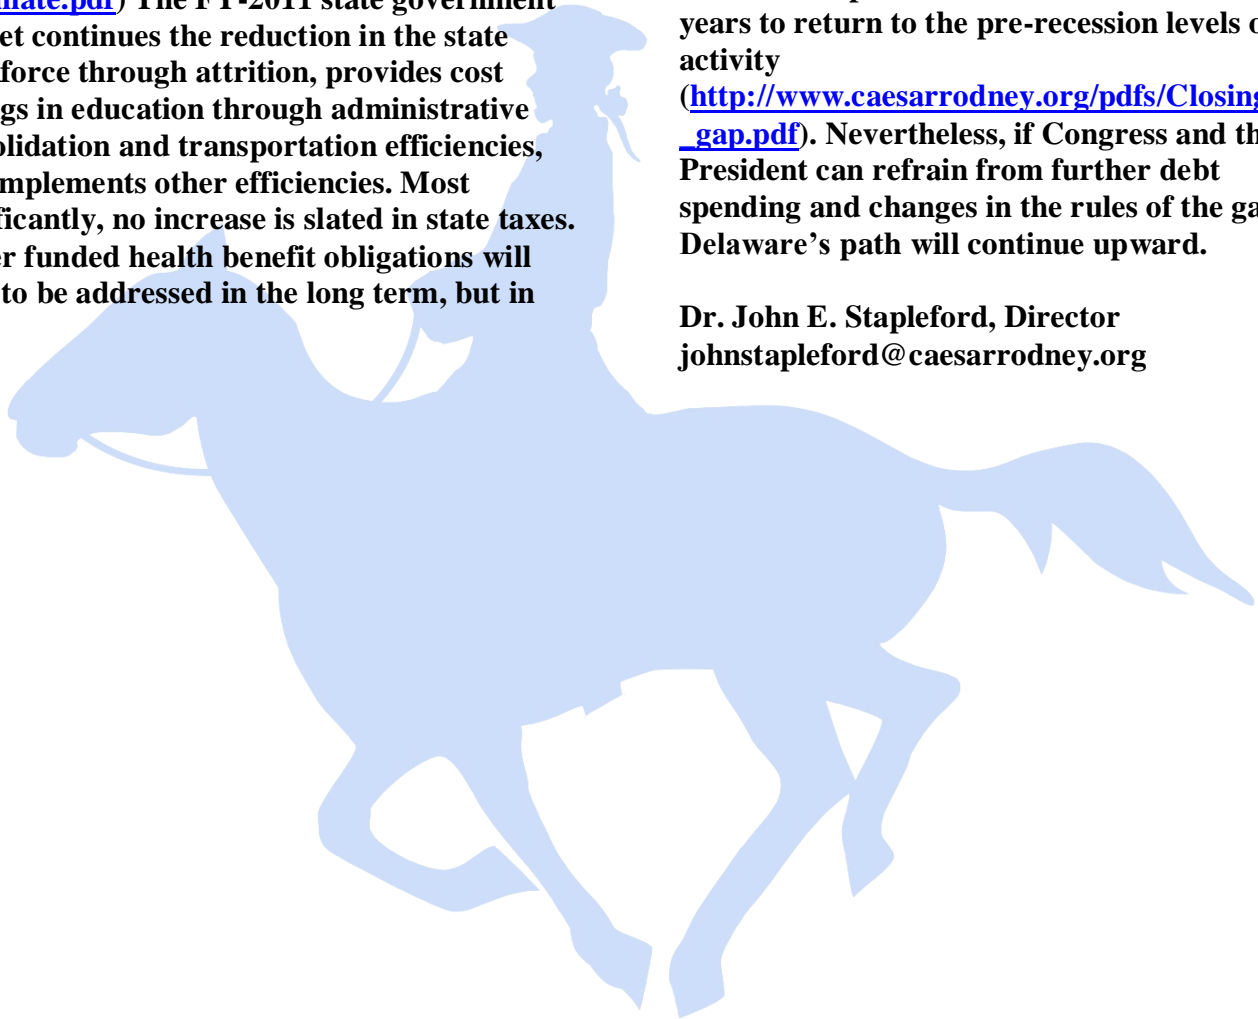 mate.pdf) The FY-2011 state government
et continues the reduction in the state
force through attrition, provides cost
gs in education through administrative
olidation and transportation efficiencies,
mplements other efficiencies. Most
ficantly, no increase is slated in state taxes.
er funded health benefit obligations will
to be addressed in the long term, but in
years to return to the pre-recession levels o
activity
(http://www.caesarrodney.org/pdfs/Closing
_gap.pdf). Nevertheless, if Congress and th
President can refrain from further debt
spending and changes in the rules of the ga
Delaware’s path will continue upward.
Dr. John E. Stapleford, Director
johnstapleford@caesarrodney.org